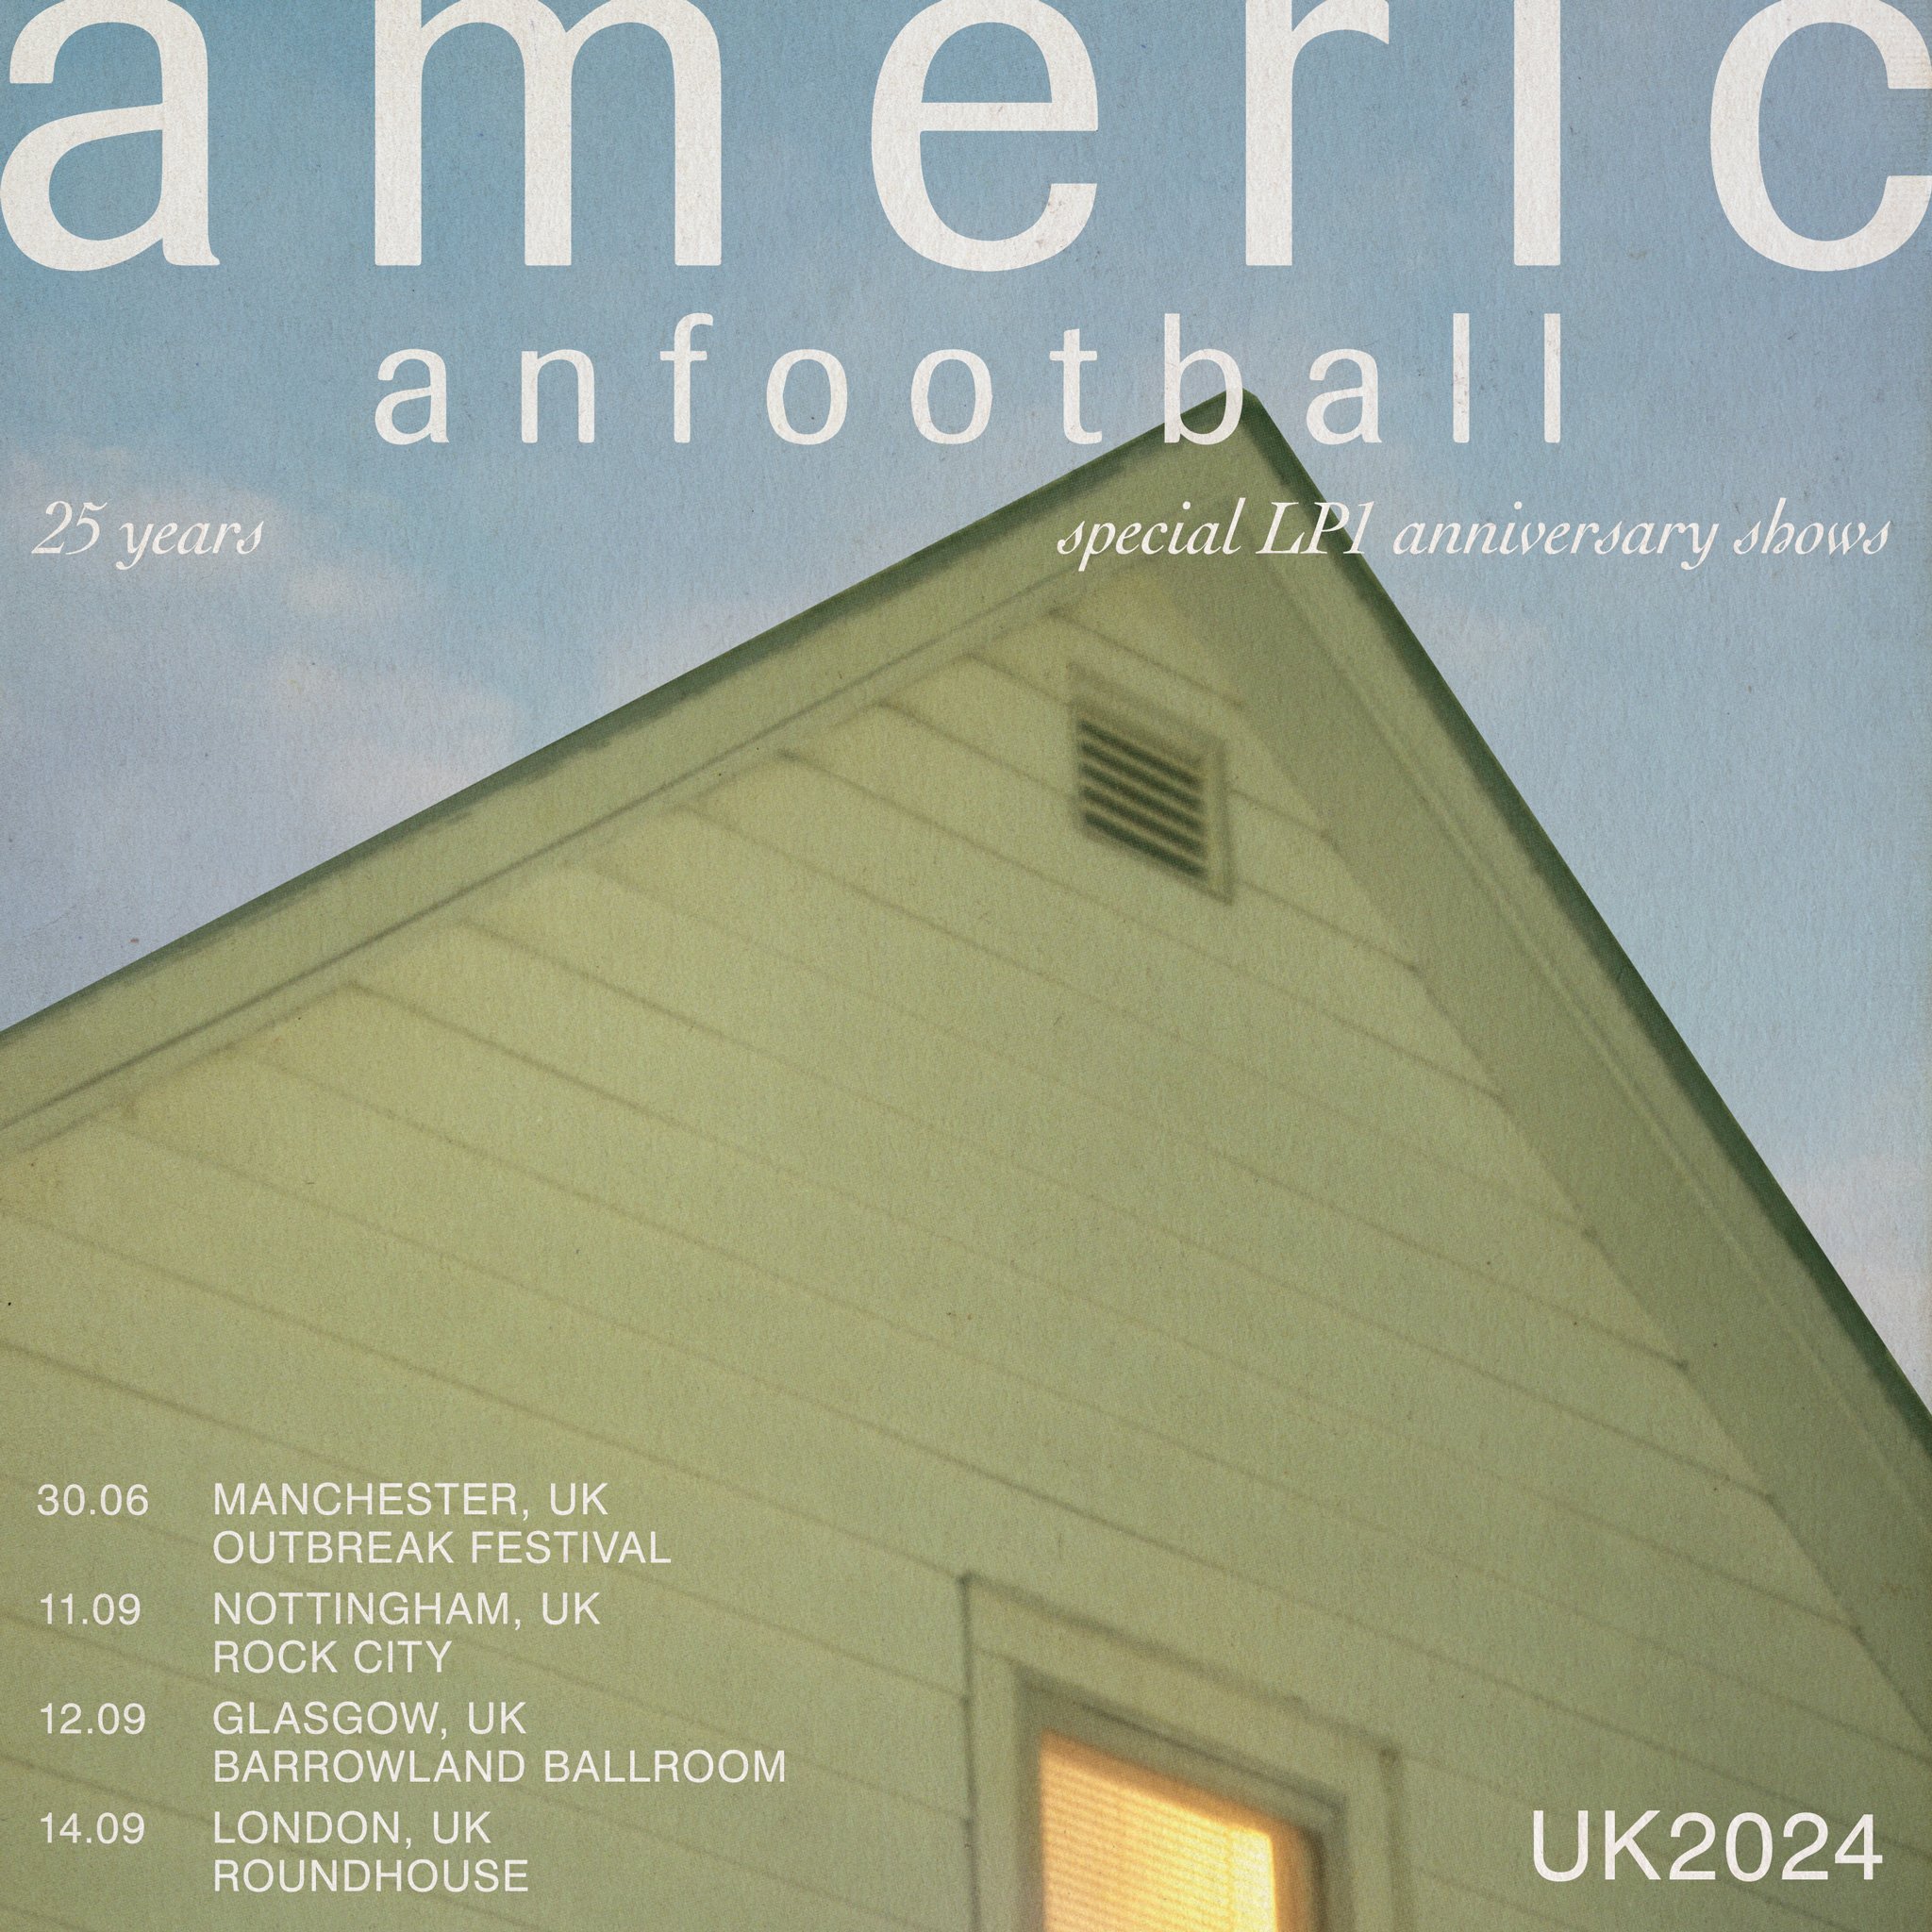 americ
anfootball
25 years
special LP1 anniversary shows
30.06 MANCHESTER, UK
OUTBREAK FESTIVAL
11.09 NOTTINGHAM, UK
ROCK CITY
12.09 GLASGOW, UK
BARROWLAND BALLROOM
14.09 LONDON, UK
ROUNDHOUSE
UK2024